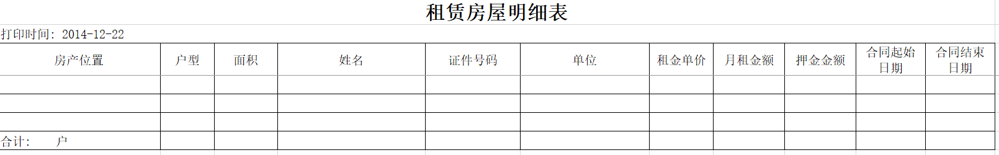 租赁房屋明细表
打印时间: 2014-12-22
房产位置 户型 面积 姓名 证件号码 单位 租金单价 月租金额 押金金额 合同起始日期 合同结束日期
合计: 户